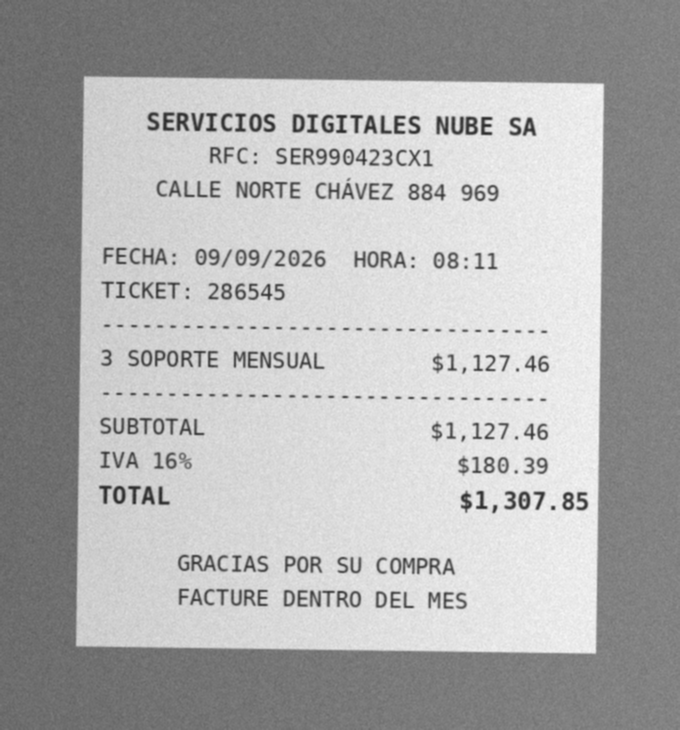 SERVICIOS DIGITALES NUBE SA
RFC: SER990423CX1
CALLE NORTE CHÁVEZ 884 969
FECHA: 09/09/2026 HORA: 08:11
TICKET: 286545
----------------------------------
3 SOPORTE MENSUAL $1,127.46
----------------------------------
SUBTOTAL $1,127.46
IVA 16% $180.39
TOTAL $1,307.85
GRACIAS POR SU COMPRA
FACTURE DENTRO DEL MES